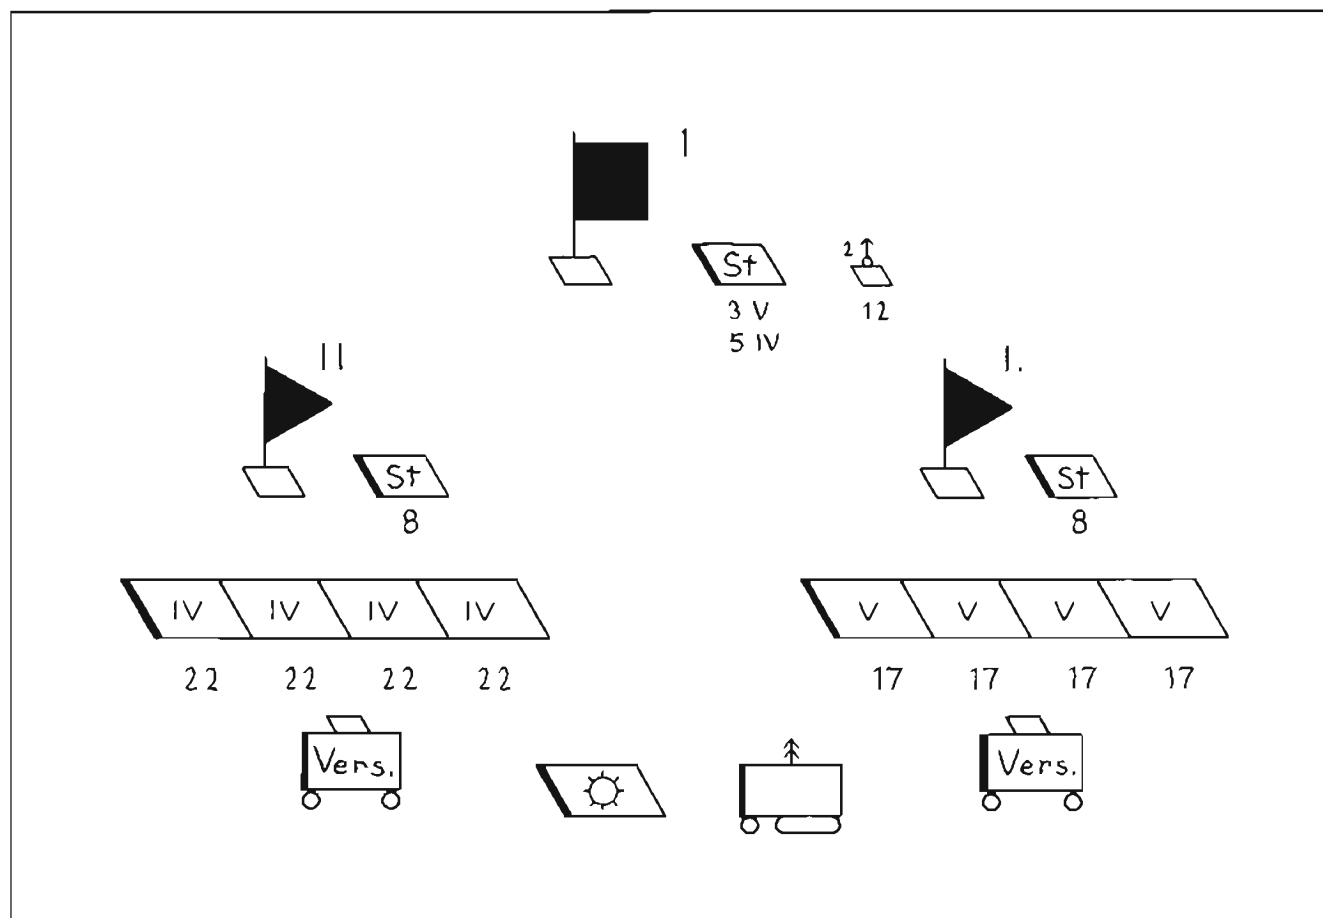 1
St
2
3 V
12
5 IV
II
I.
St
St
8
8
IV IV IV IV
V V V V
22 22 22 22
17 17 17 17
Vers.
Vers.